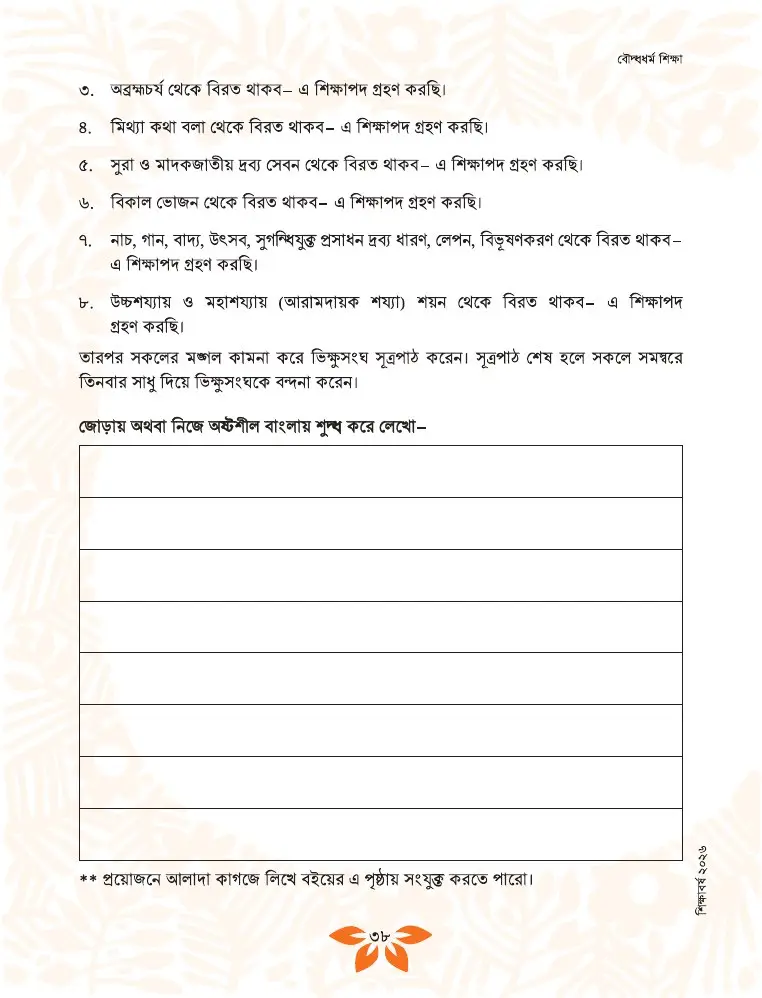 বৌদ্ধধর্ম শিক্ষা
৩. অব্রহ্মচর্য থেকে বিরত থাকব– এ শিক্ষাপদ গ্রহণ করছি।
৪. মিথ্যা কথা বলা থেকে বিরত থাকব– এ শিক্ষাপদ গ্রহণ করছি।
৫. সুরা ও মাদকজাতীয় দ্রব্য সেবন থেকে বিরত থাকব– এ শিক্ষাপদ গ্রহণ করছি।
৬. বিকাল ভোজন থেকে বিরত থাকব– এ শিক্ষাপদ গ্রহণ করছি।
৭. নাচ, গান, বাদ্য, উৎসব, সুগন্ধিযুক্ত প্রসাধন দ্রব্য ধারণ, লেপন, বিভূষণকরণ থেকে বিরত থাকব–
এ শিক্ষাপদ গ্রহণ করছি।
৮. উচ্চশয্যায় ও মহাশয্যায় (আরামদায়ক শয্যা) শয়ন থেকে বিরত থাকব– এ শিক্ষাপদ
গ্রহণ করছি।
তারপর সকলের মঙ্গল কামনা করে ভিক্ষুসংঘ সূত্রপাঠ করেন। সূত্রপাঠ শেষ হলে সকলে সমস্বরে
তিনবার সাধু দিয়ে ভিক্ষুসংঘকে বন্দনা করেন।
জোড়ায় অথবা নিজে অষ্টশীল বাংলায় শুদ্ধ করে লেখো–
** প্রয়োজনে আলাদা কাগজে লিখে বইয়ের এ পৃষ্ঠায় সংযুক্ত করতে পারো।
শিক্ষাবর্ষ ২০২৬
৩৮